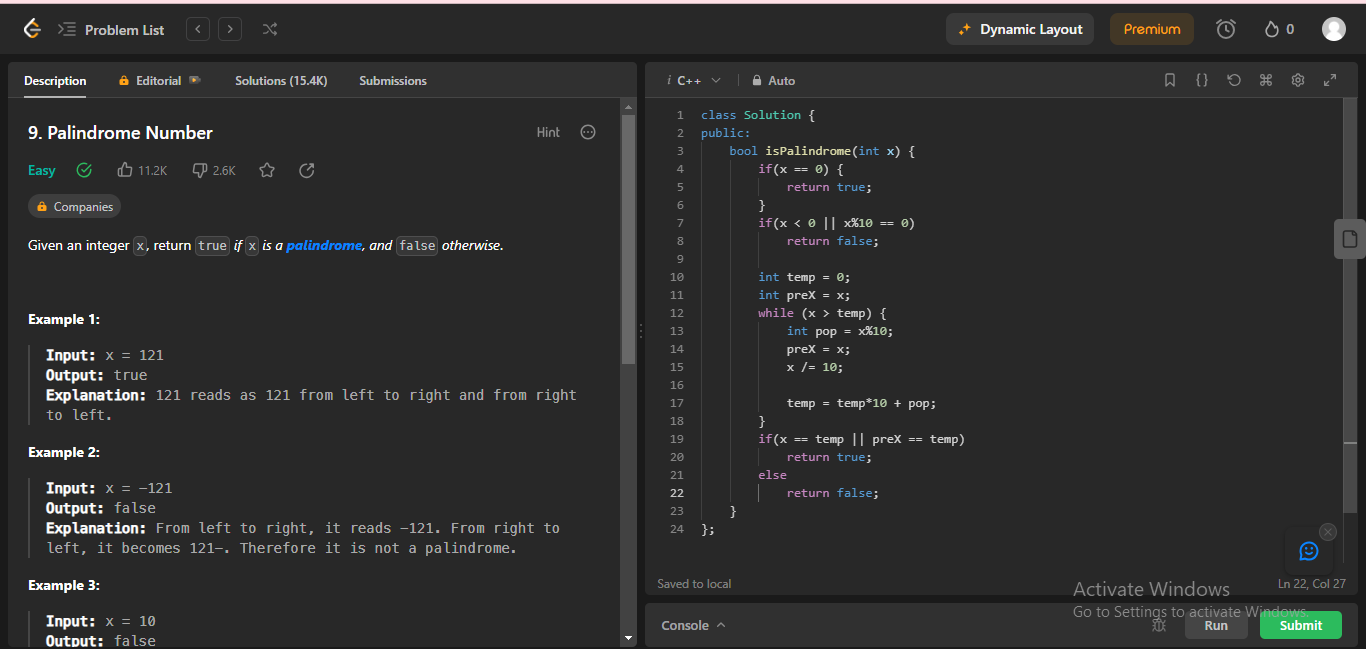 Problem List
Dynamic Layout
Premium
0
Description
Editorial
Solutions (15.4K)
Submissions
9. Palindrome Number
Hint
Easy
11.2K
2.6K
Companies
Given an integer x, return true if x is a palindrome, and false otherwise.
Example 1:
Input: x = 121
Output: true
Explanation: 121 reads as 121 from left to right and from right
to left.
Example 2:
Input: x = -121
Output: false
Explanation: From left to right, it reads -121. From right to
left, it becomes 121-. Therefore it is not a palindrome.
Example 3:
Input: x = 10
Output: false
i C++
Auto
1 class Solution {
2 public:
3 bool isPalindrome(int x) {
4 if(x == 0) {
5 return true;
6 }
7 if(x < 0 || x%10 == 0)
8 return false;
9
10 int temp = 0;
11 int preX = x;
12 while (x > temp) {
13 int pop = x%10;
14 preX = x;
15 x /= 10;
16
17 temp = temp*10 + pop;
18 }
19 if(x == temp || preX == temp)
20 return true;
21 else
22 return false;
23 }
24 };
Saved to local
Ln 22, Col 27
Activate Windows
Go to Settings to activate Windows.
Console
Run
Submit